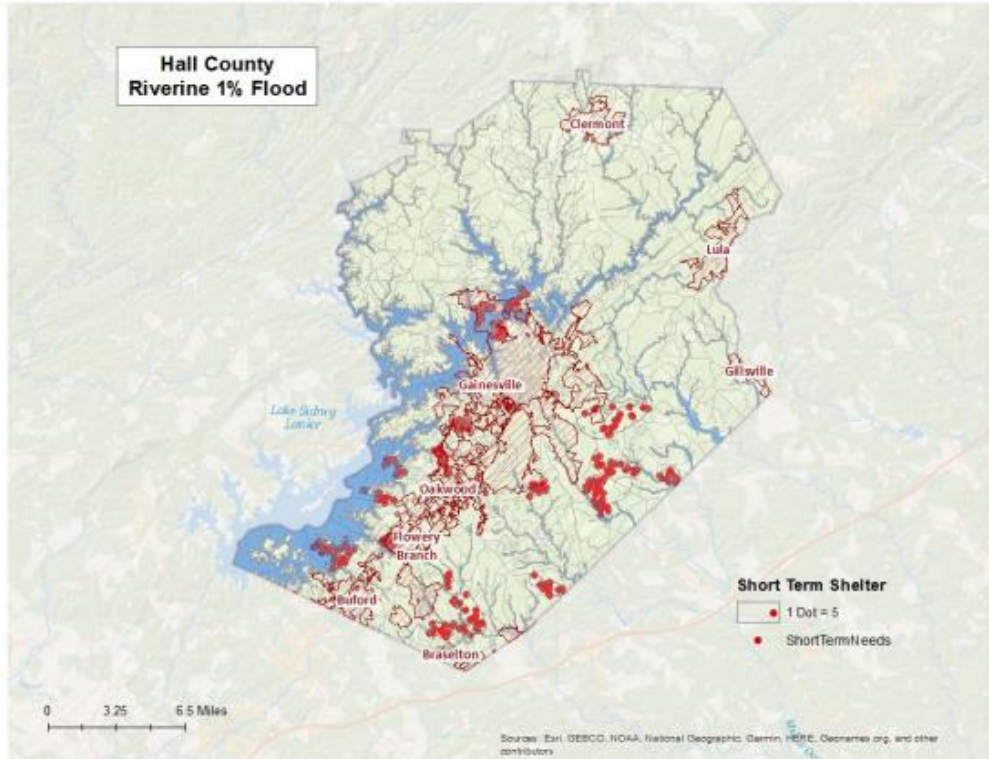 Hall County
Riverine 1% Flood
Clermont
Lula
Gillsville
Gainesville
Lake Sidney
Lanier
Oakwood
Flowery
Branch
Buford
Braselton
Short Term Shelter
1 Dot = 5
ShortTermNeeds
0 3.25 6.5 Miles
Sources: Esri, GEBCO, NOAA, National Geographic, Garmin, HERE, Geonames.org, and other
contributors